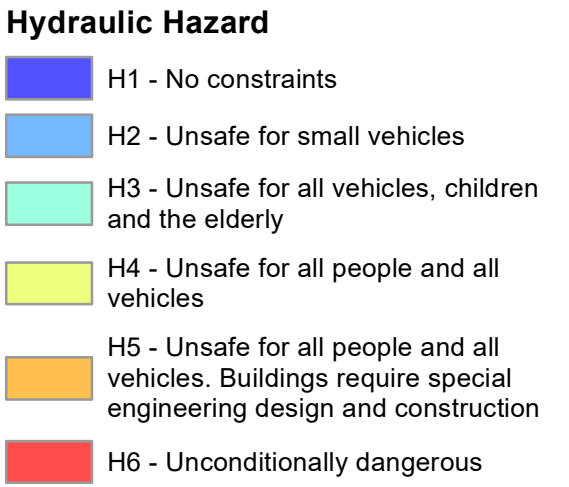 Hydraulic Hazard
H1 - No constraints
H2 - Unsafe for small vehicles
H3 - Unsafe for all vehicles, children
and the elderly
H4 - Unsafe for all people and all
vehicles
H5 - Unsafe for all people and all
vehicles. Buildings require special
engineering design and construction
H6 - Unconditionally dangerous